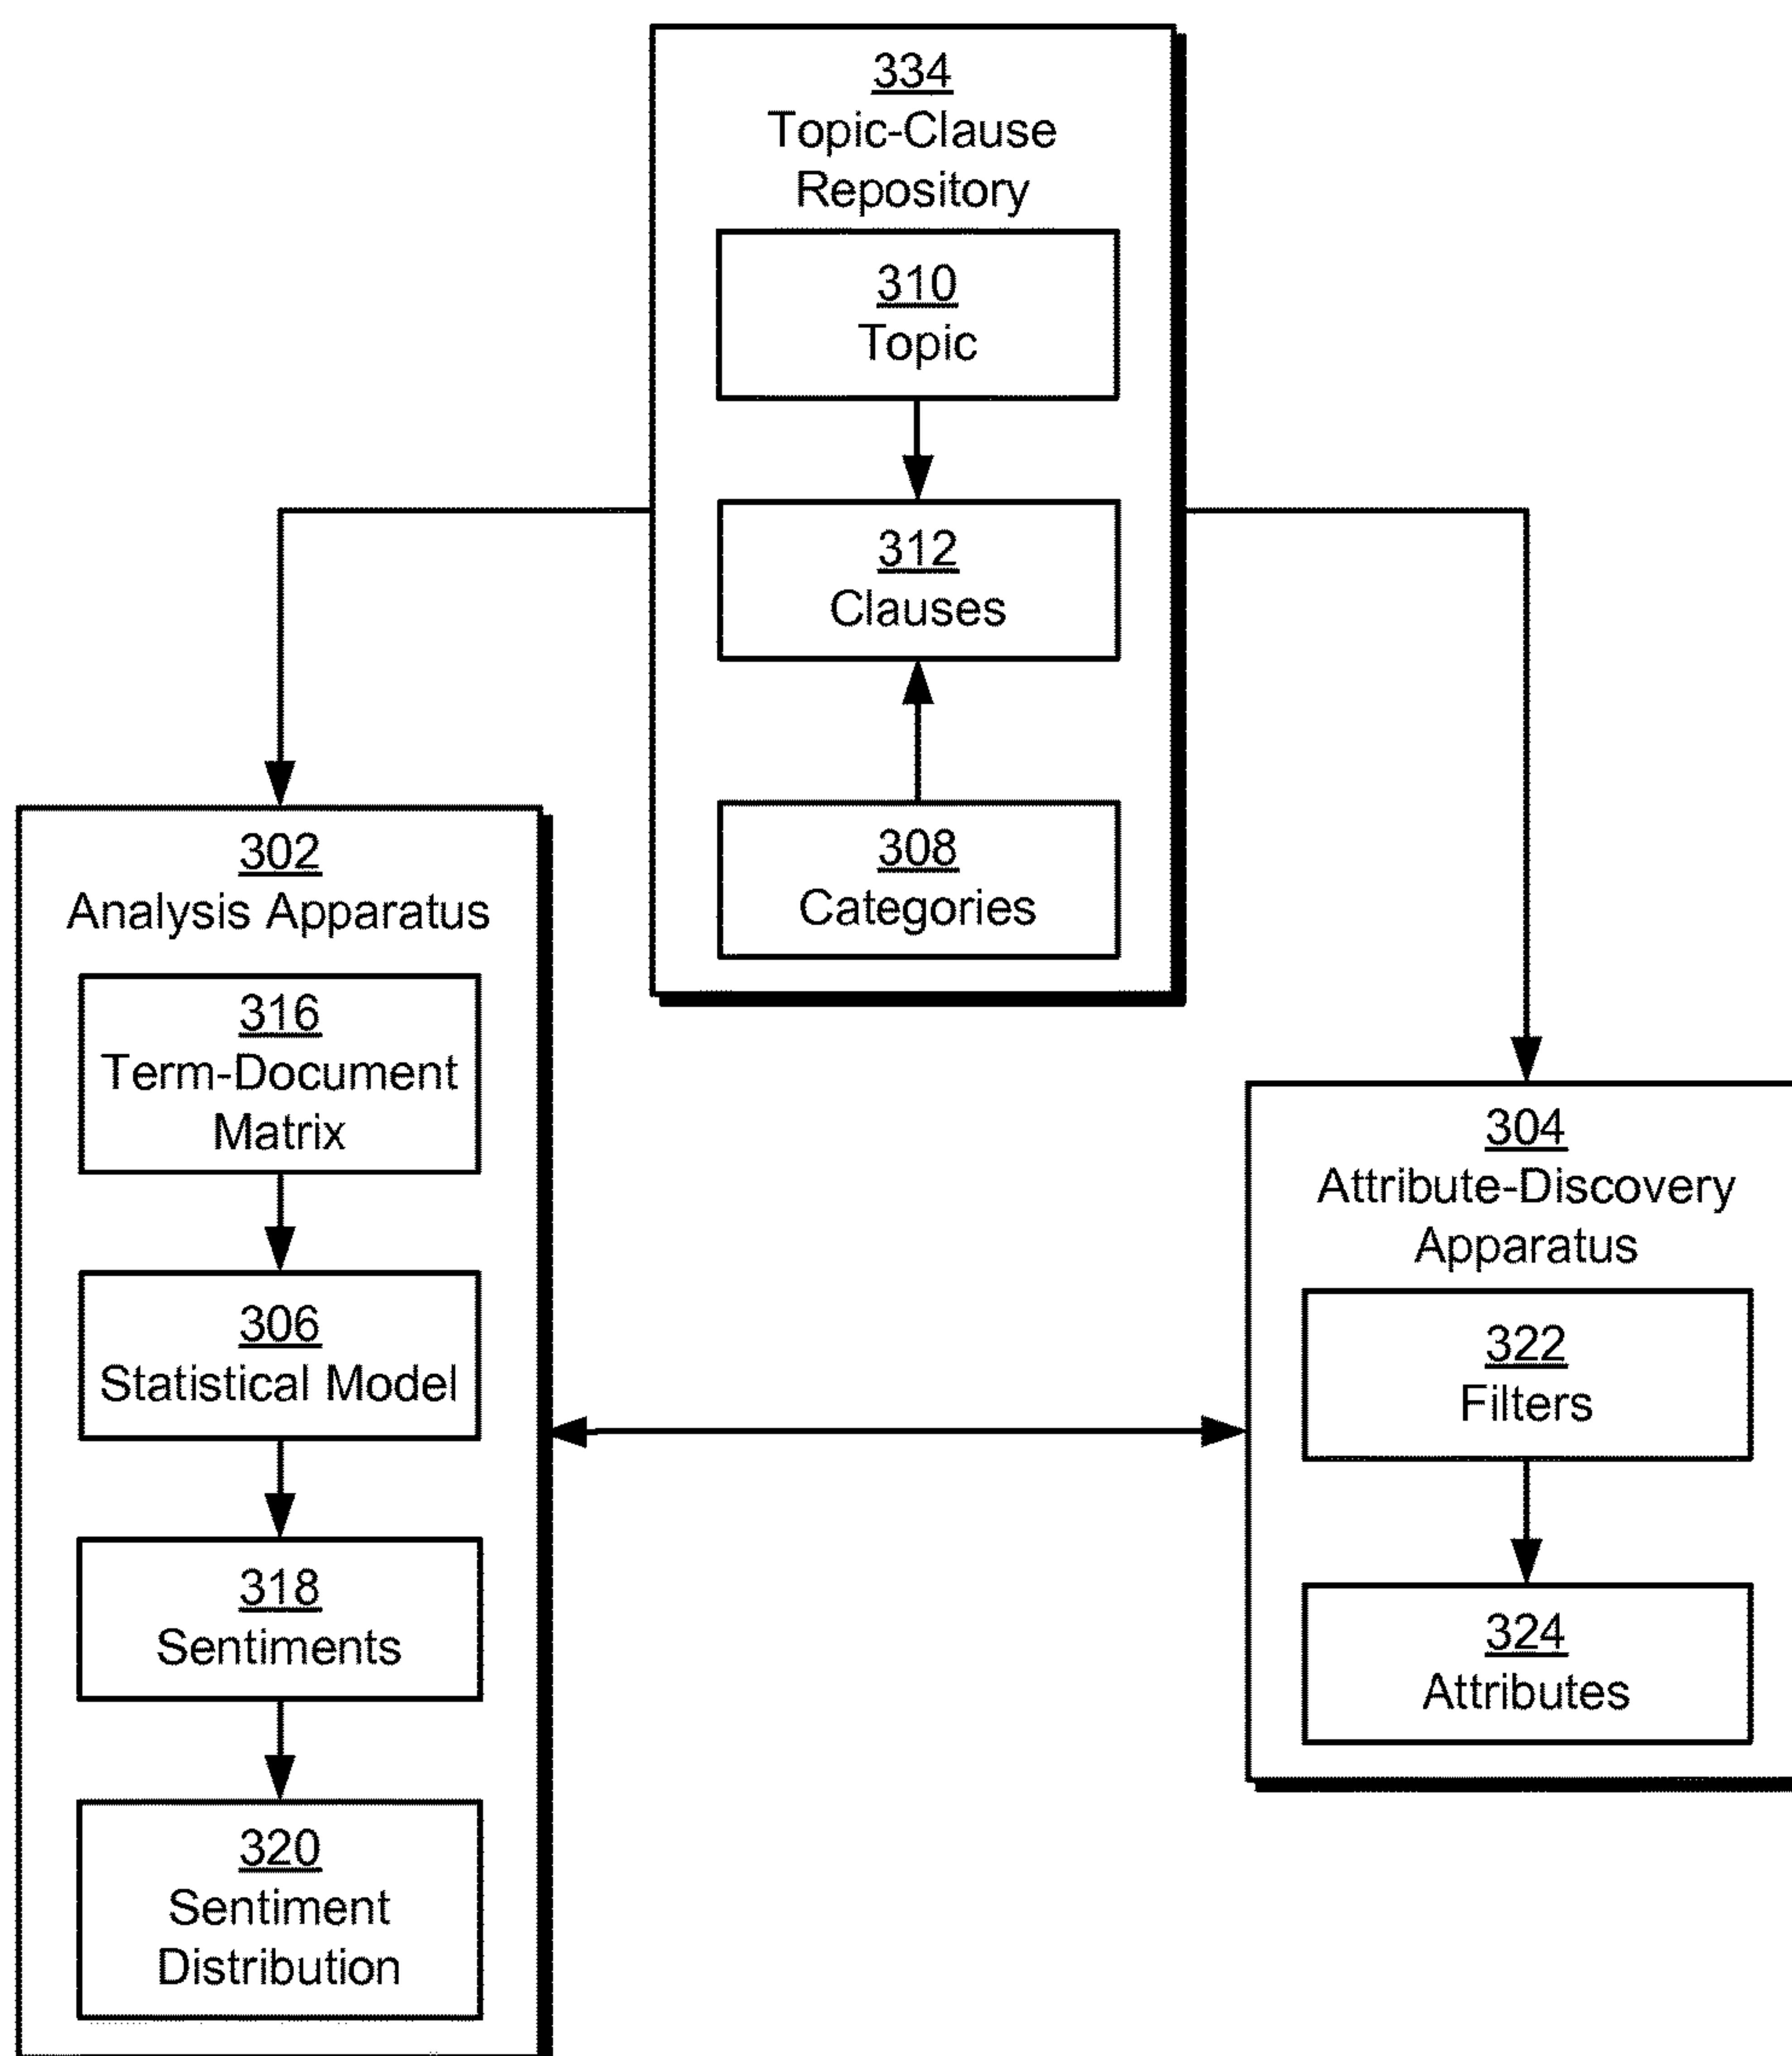 334
Topic-Clause
Repository
310
Topic
312
Clauses
308
Categories
302
Analysis Apparatus
316
Term-Document
Matrix
306
Statistical Model
318
Sentiments
320
Sentiment
Distribution
304
Attribute-Discovery
Apparatus
322
Filters
324
Attributes